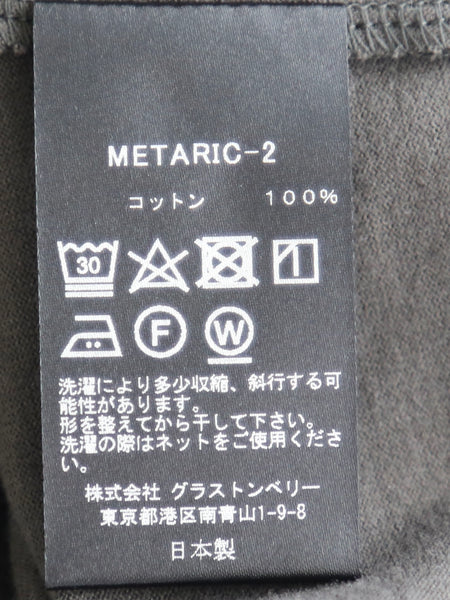 METARIC-2
コットン 100%
30
F W
洗濯により多少収縮、斜行する可
能性があります。
形を整えてから干して下さい。
洗濯の際はネットをご使用くださ
い。
株式会社 グラストンベリー
東京都港区南青山1-9-8
日本製